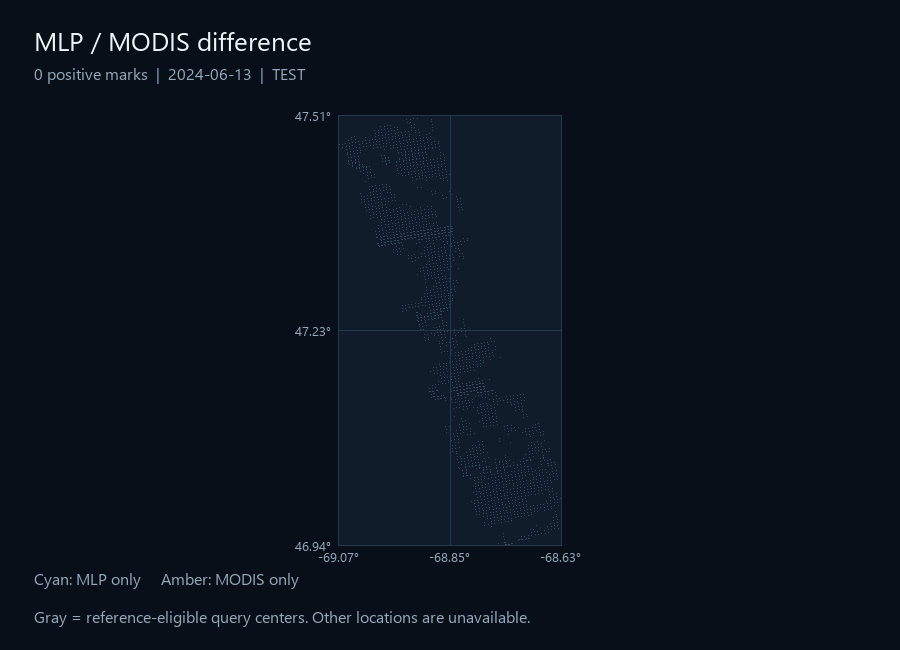 MLP / MODIS difference
0 positive marks | 2024-06-13 | TEST
47.51°
47.23°
46.94°
-69.07° -68.85° -68.63°
Cyan: MLP only Amber: MODIS only
Gray = reference-eligible query centers. Other locations are unavailable.